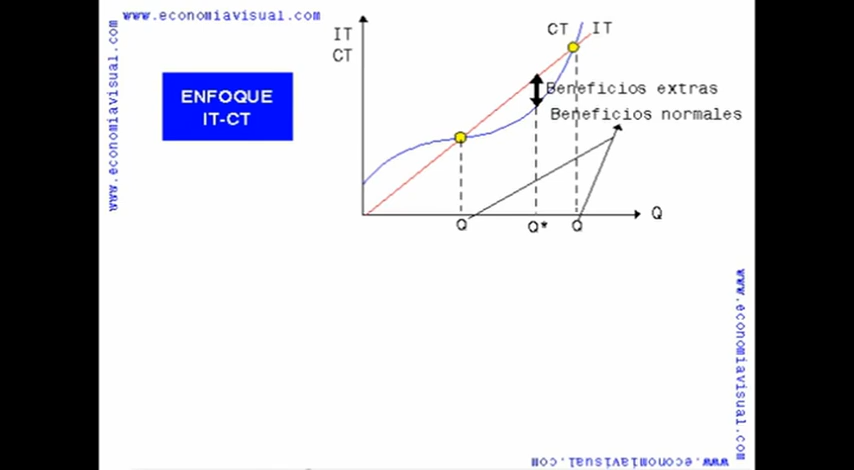 www.economiavisual.com
www.economiavisual.com
ENFOQUE
IT-CT
IT
CT
CT IT
Beneficios extras
Beneficios normales
Q Q* Q
Q
www.economiavisual.com
www.economiavisual.com